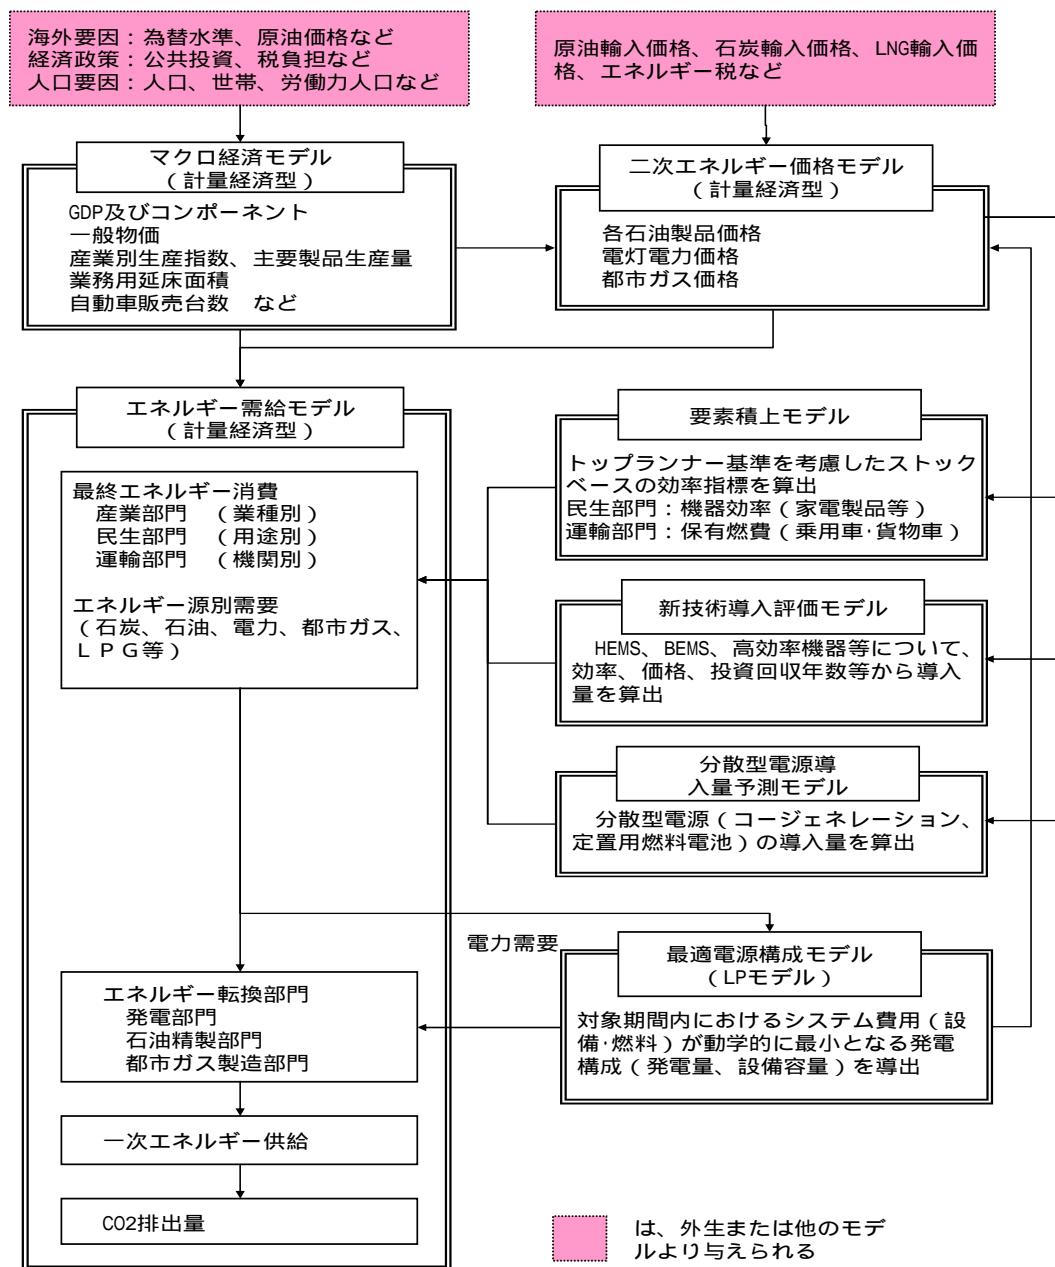 海外要因：為替水準、原油価格など
経済政策：公共投資、税負担など
人口要因：人口、世帯、労働力人口など
原油輸入価格、石炭輸入価格、LNG輸入価
格、エネルギー税など
マクロ経済モデル
（計量経済型）
GDP及びコンポーネント
一般物価
産業別生産指数、主要製品生産量
業務用延床面積
自動車販売台数　など
二次エネルギー価格モデル
（計量経済型）
各石油製品価格
電灯電力価格
都市ガス価格
エネルギー需給モデル
（計量経済型）
最終エネルギー消費
産業部門　（業種別）
民生部門　（用途別）
運輸部門　（機関別）
エネルギー源別需要
（石炭、石油、電力、都市ガス、
ＬＰＧ等）
要素積上モデル
トップランナー基準を考慮したストック
ベースの効率指標を算出
民生部門：機器効率（家電製品等）
運輸部門：保有燃費（乗用車･貨物車）
新技術導入評価モデル
HEMS、BEMS、高効率機器等について、
効率、価格、投資回収年数等から導入
量を算出
分散型電源導
入量予測モデル
分散型電源（コージェネレーション、
定置用燃料電池）の導入量を算出
電力需要
最適電源構成モデル
（LPモデル）
対象期間内におけるシステム費用（設
備･燃料）が動学的に最小となる発電
構成（発電量、設備容量）を導出
エネルギー転換部門
発電部門
石油精製部門
都市ガス製造部門
一次エネルギー供給
CO2排出量
は、外生または他のモデ
ルより与えられる